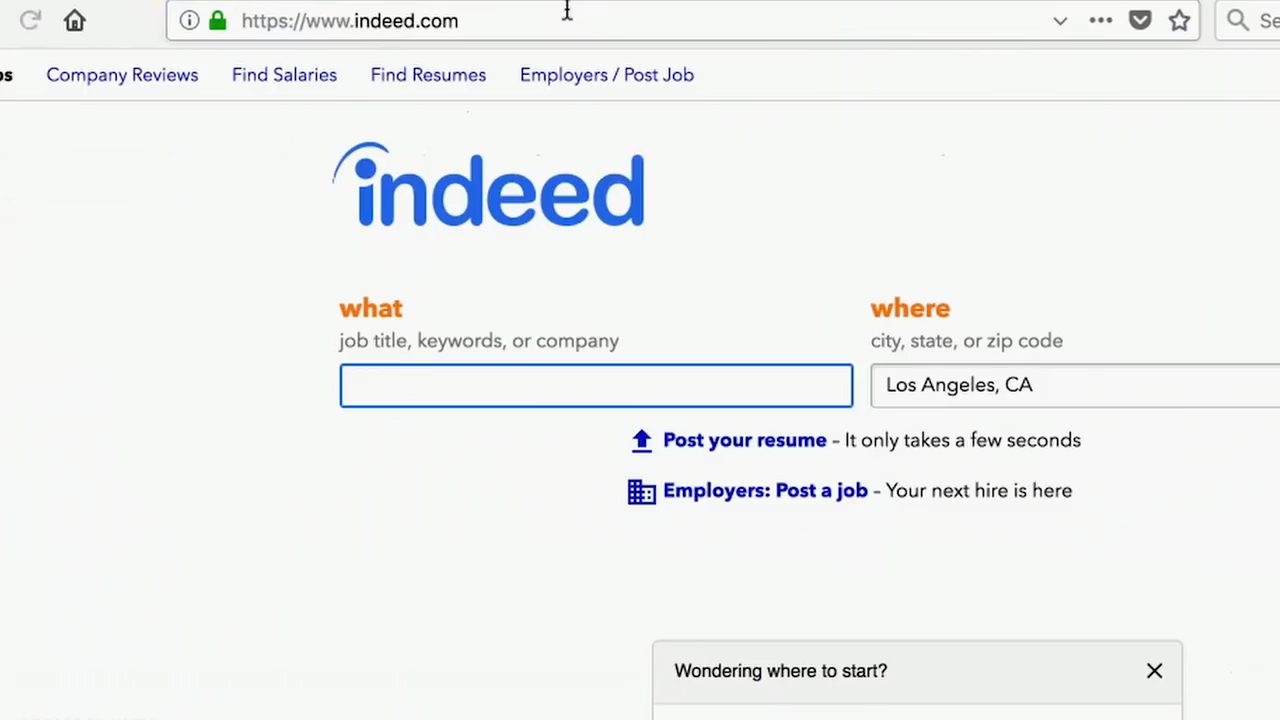 https://www.indeed.com
Se
os Company Reviews Find Salaries Find Resumes Employers / Post Job
indeed
what where
job title, keywords, or company city, state, or zip code
Los Angeles, CA
Post your resume - It only takes a few seconds
Employers: Post a job - Your next hire is here
Wondering where to start?